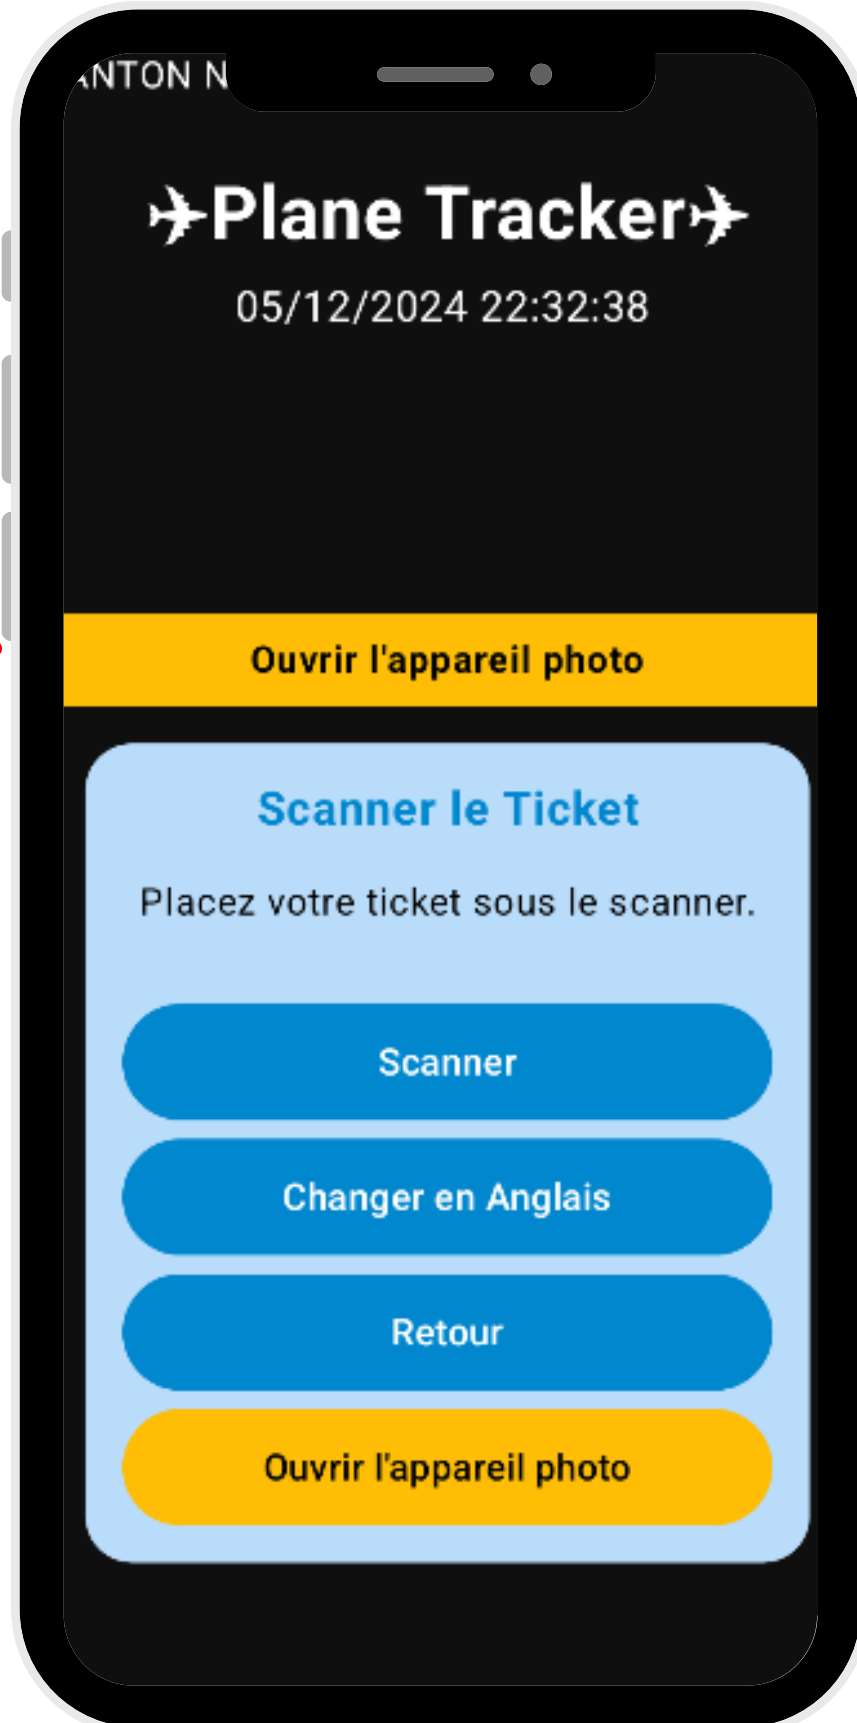 ANTON N
✈Plane Tracker✈
05/12/2024 22:32:38
Ouvrir l'appareil photo
Scanner le Ticket
Placez votre ticket sous le scanner.
Scanner
Changer en Anglais
Retour
Ouvrir l'appareil photo